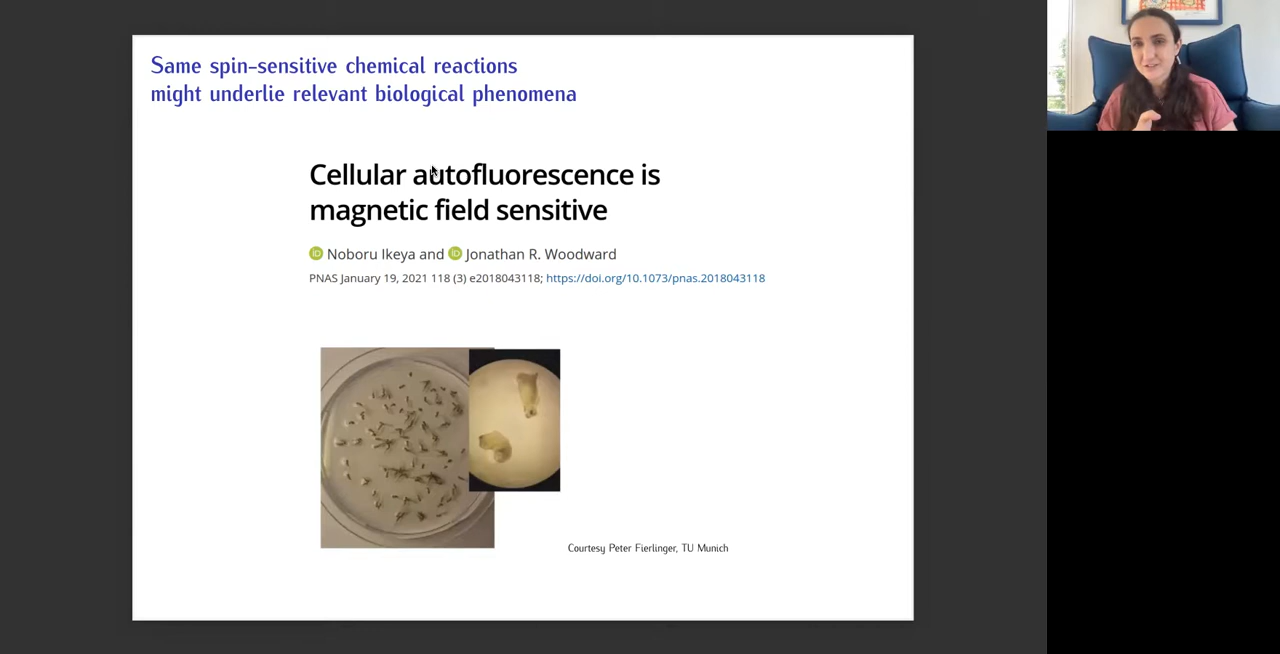 Same spin-sensitive chemical reactions
might underlie relevant biological phenomena
Cellular autofluorescence is
magnetic field sensitive
iD Noboru Ikeya and iD Jonathan R. Woodward
PNAS January 19, 2021 118 (3) e2018043118; https://doi.org/10.1073/pnas.2018043118
Courtesy Peter Fierlinger, TU Munich